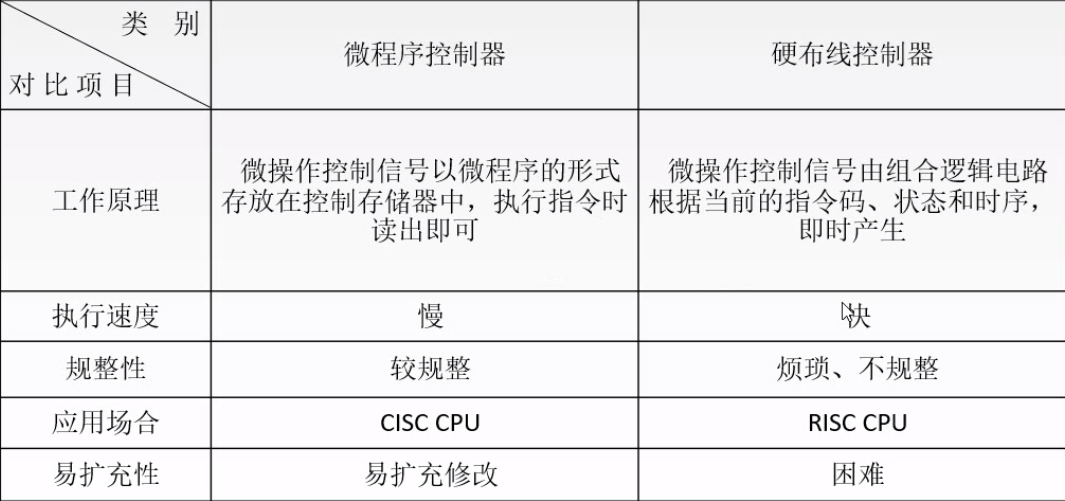 类 别
对比项目
微程序控制器
硬布线控制器
工作原理
微操作控制信号以微程序的形式
存放在控制存储器中，执行指令时
读出即可
微操作控制信号由组合逻辑电路
根据当前的指令码、状态和时序，
即时产生
执行速度
慢
快
规整性
较规整
烦琐、不规整
应用场合
CISC CPU
RISC CPU
易扩充性
易扩充修改
困难